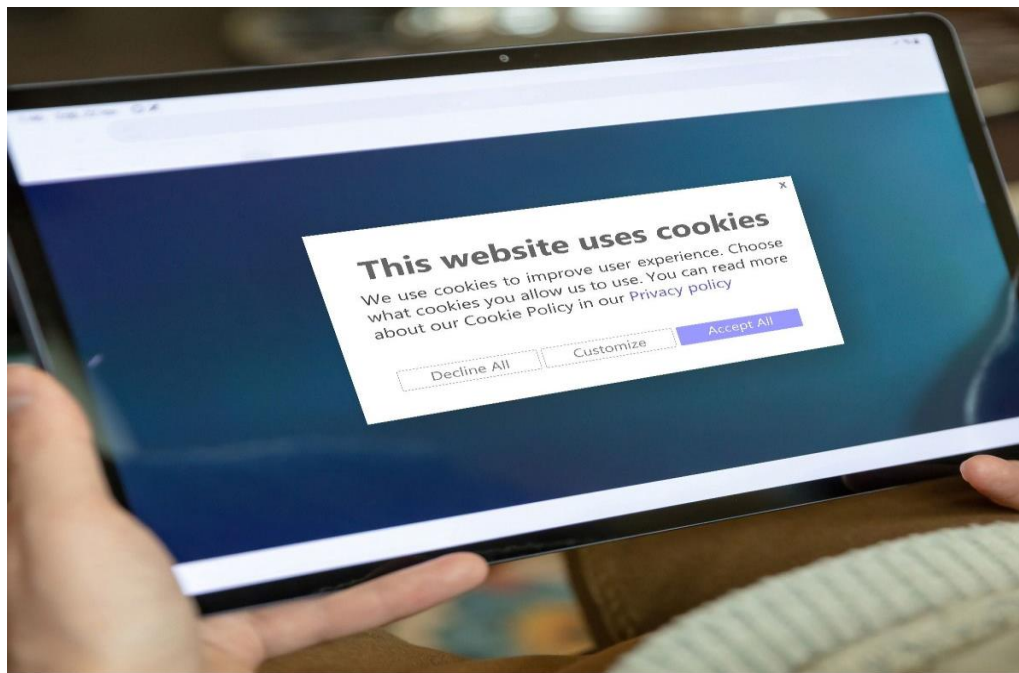 x
This website uses cookies
We use cookies to improve user experience. Choose
what cookies you allow us to use. You can read more
about our Cookie Policy in our Privacy policy
Decline All
Customize
Accept All